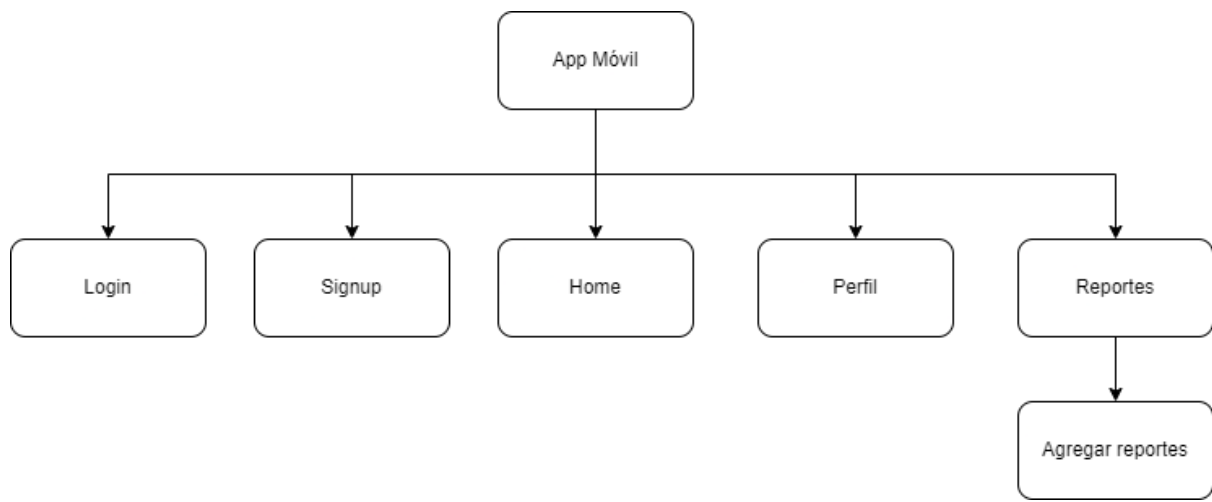 App Móvil
Login
Signup
Home
Perfil
Reportes
Agregar reportes